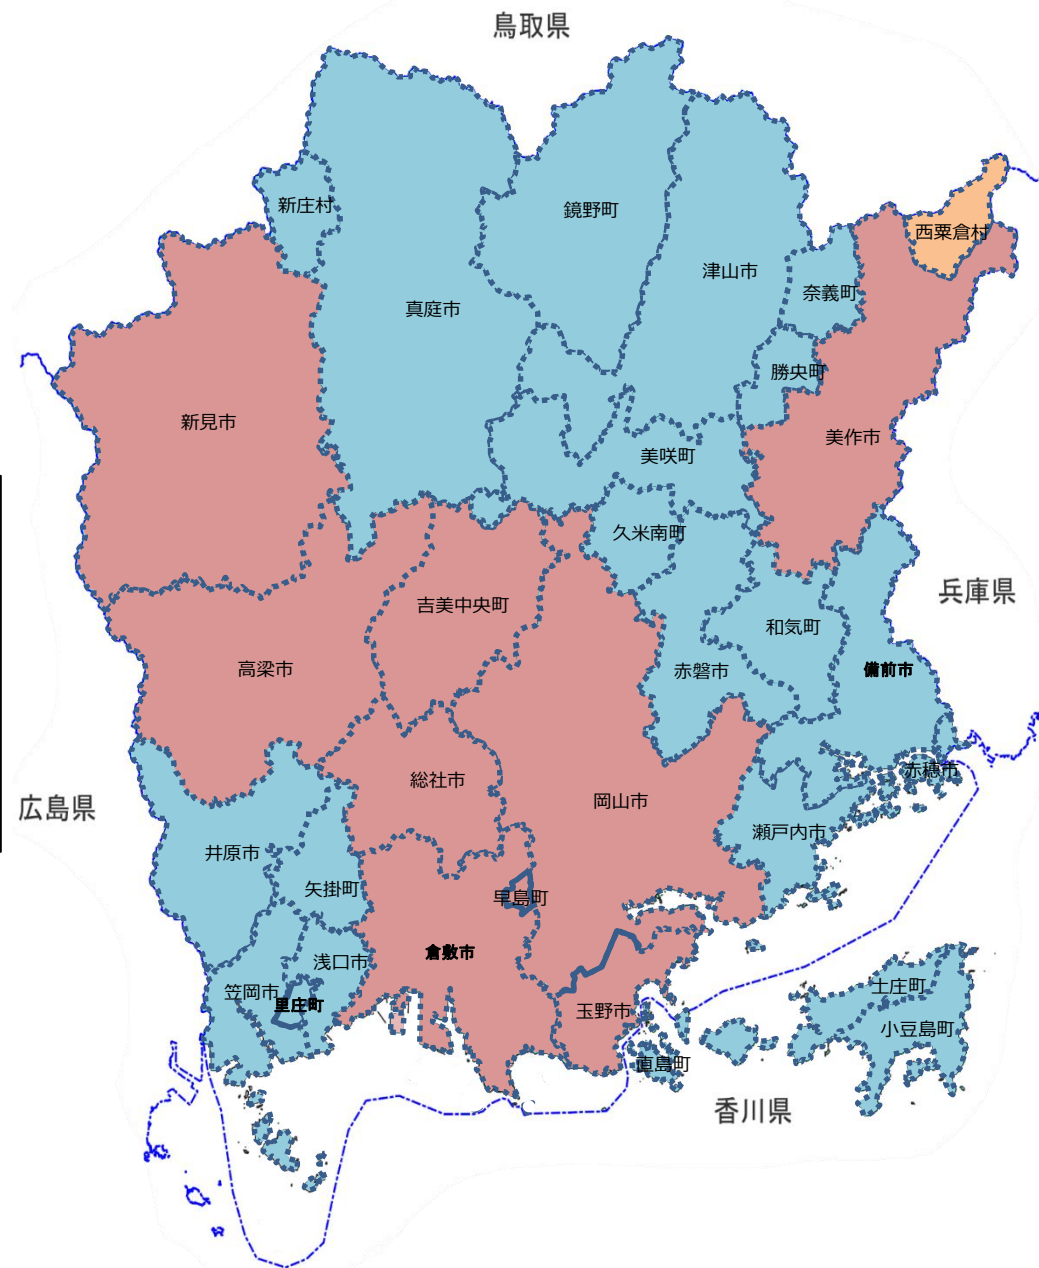 鳥取県
新庄村
鏡野町
西粟倉村
津山市
奈義町
真庭市
勝央町
新見市
美作市
美咲町
久米南町
兵庫県
吉美中央町
和気町
高梁市
赤磐市
備前市
赤穂市
総社市
岡山市
広島県
瀬戸内市
井原市
矢掛町
早島町
倉敷市
浅口市
笠岡市
里庄町
土庄町
玉野市
小豆島町
直島町
香川県